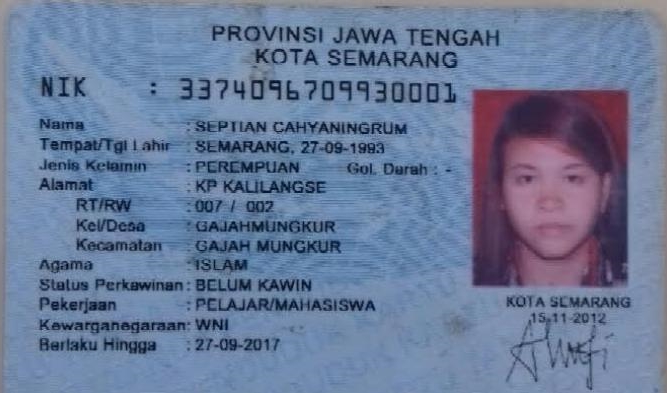 PROVINSI JAWA TENGAH
KOTA SEMARANG
NIK : 3374096709930001
Nama : SEPTIAN CAHYANINGRUM
Tempat/Tgl Lahir : SEMARANG, 27-09-1993
Jenis Kelamin : PEREMPUAN Gol. Darah : -
Alamat : KP KALILANGSE
RT/RW : 007 / 002
Kel/Desa : GAJAHMUNGKUR
Kecamatan : GAJAH MUNGKUR
Agama : ISLAM
Status Perkawinan: BELUM KAWIN
Pekerjaan : PELAJAR/MAHASISWA
Kewarganegaraan: WNI
Berlaku Hingga : 27-09-2017
KOTA SEMARANG
15-11-2012